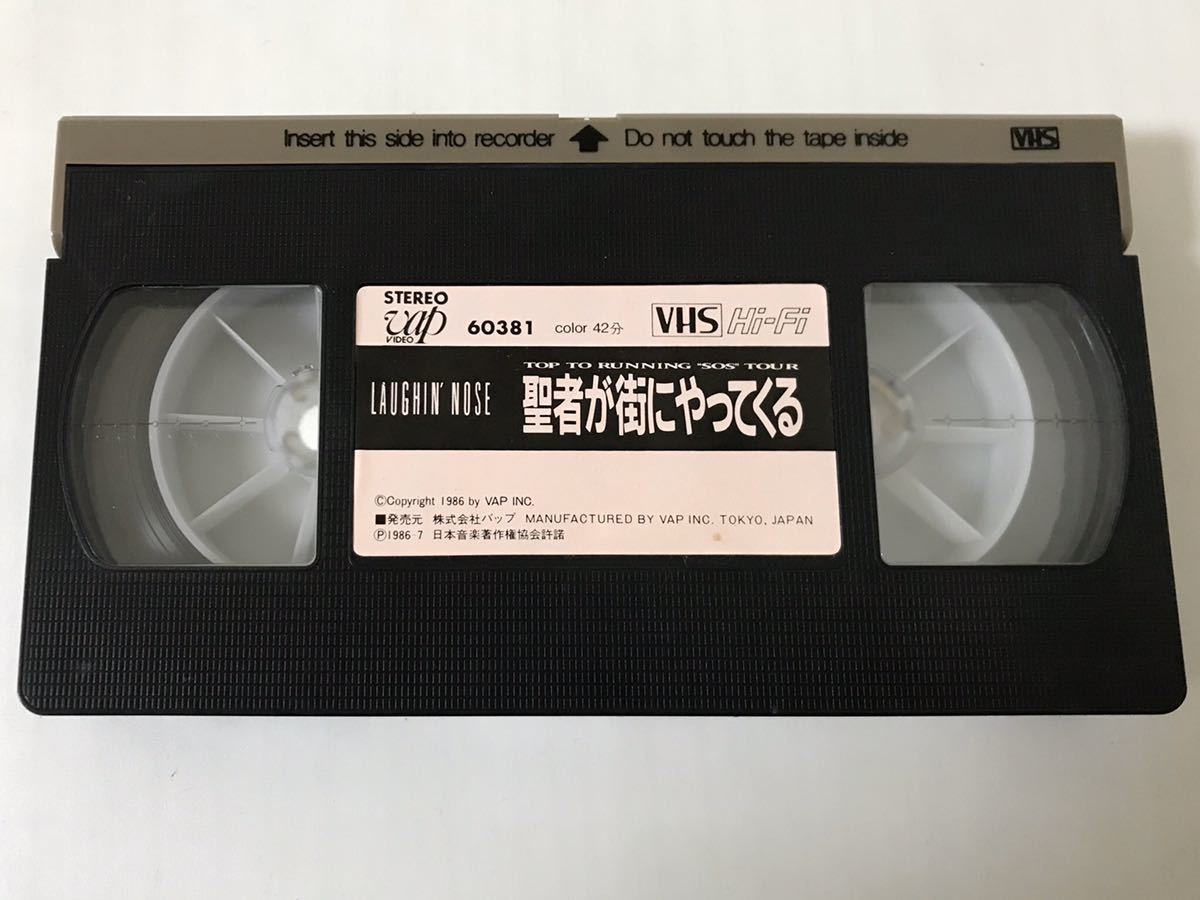 Insert this side into recorder Do not touch the tape inside VHS
STEREO
vap 60381 color 42分 VHS Hi-Fi
VIDEO
TOP TO RUNNING "SOS" TOUR
LAUGHIN' NOSE 聖者が街にやってくる
©Copyright 1986 by VAP INC.
■発売元 株式会社バップ MANUFACTURED BY VAP INC. TOKYO, JAPAN
Ⓟ1986-7 日本音楽著作権協会許諾